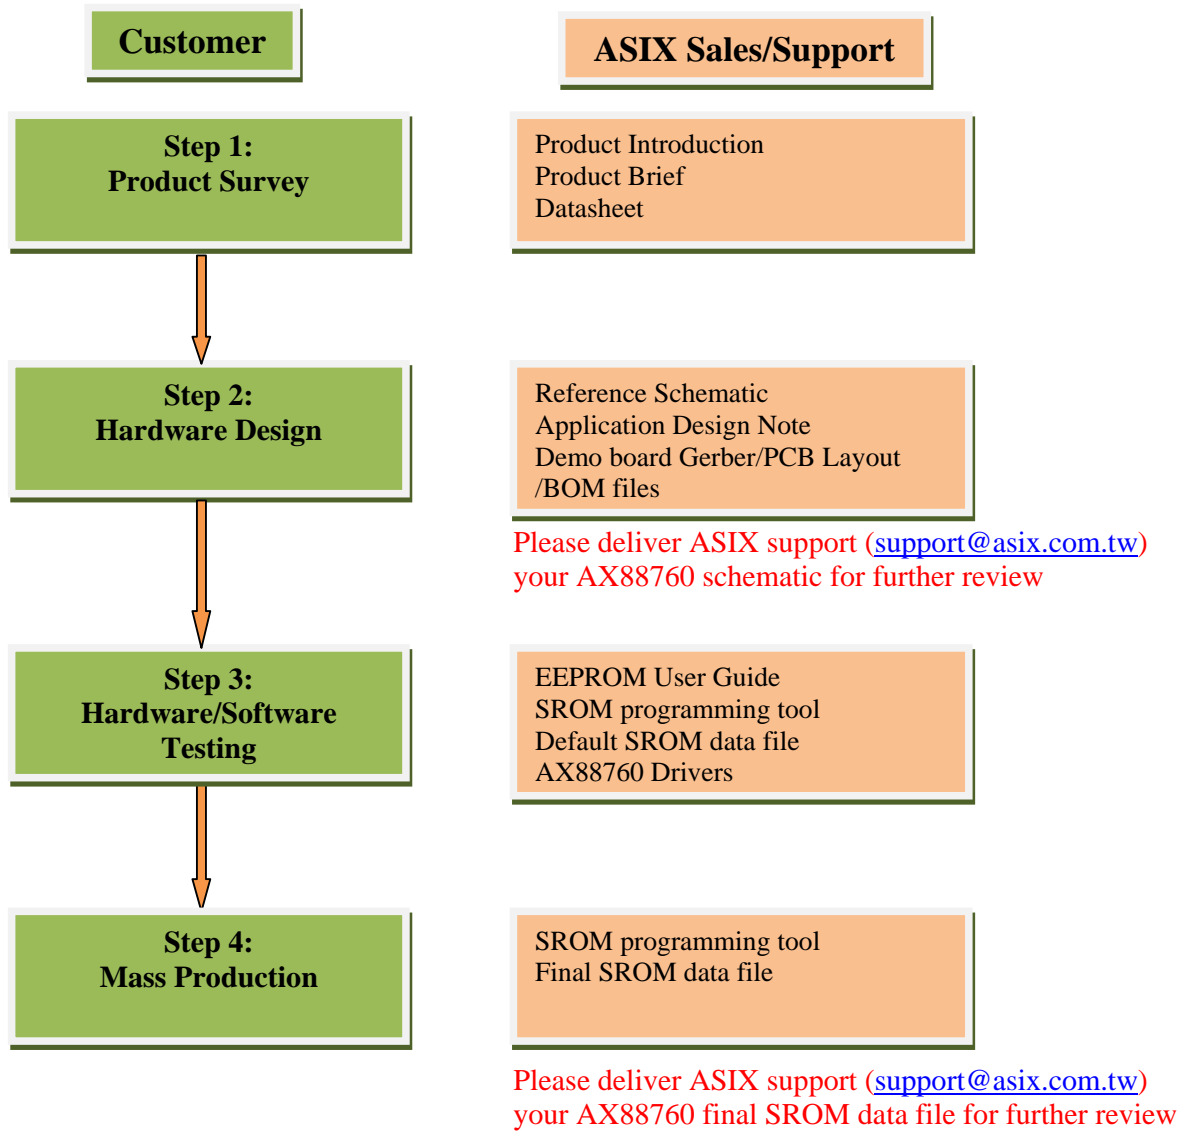 Customer
ASIX Sales/Support
Step 1:
Product Survey
Product Introduction
Product Brief
Datasheet
Step 2:
Hardware Design
Reference Schematic
Application Design Note
Demo board Gerber/PCB Layout
/BOM files
Please deliver ASIX support (support@asix.com.tw)
your AX88760 schematic for further review
Step 3:
Hardware/Software
Testing
EEPROM User Guide
SROM programming tool
Default SROM data file
AX88760 Drivers
Step 4:
Mass Production
SROM programming tool
Final SROM data file
Please deliver ASIX support (support@asix.com.tw)
your AX88760 final SROM data file for further review